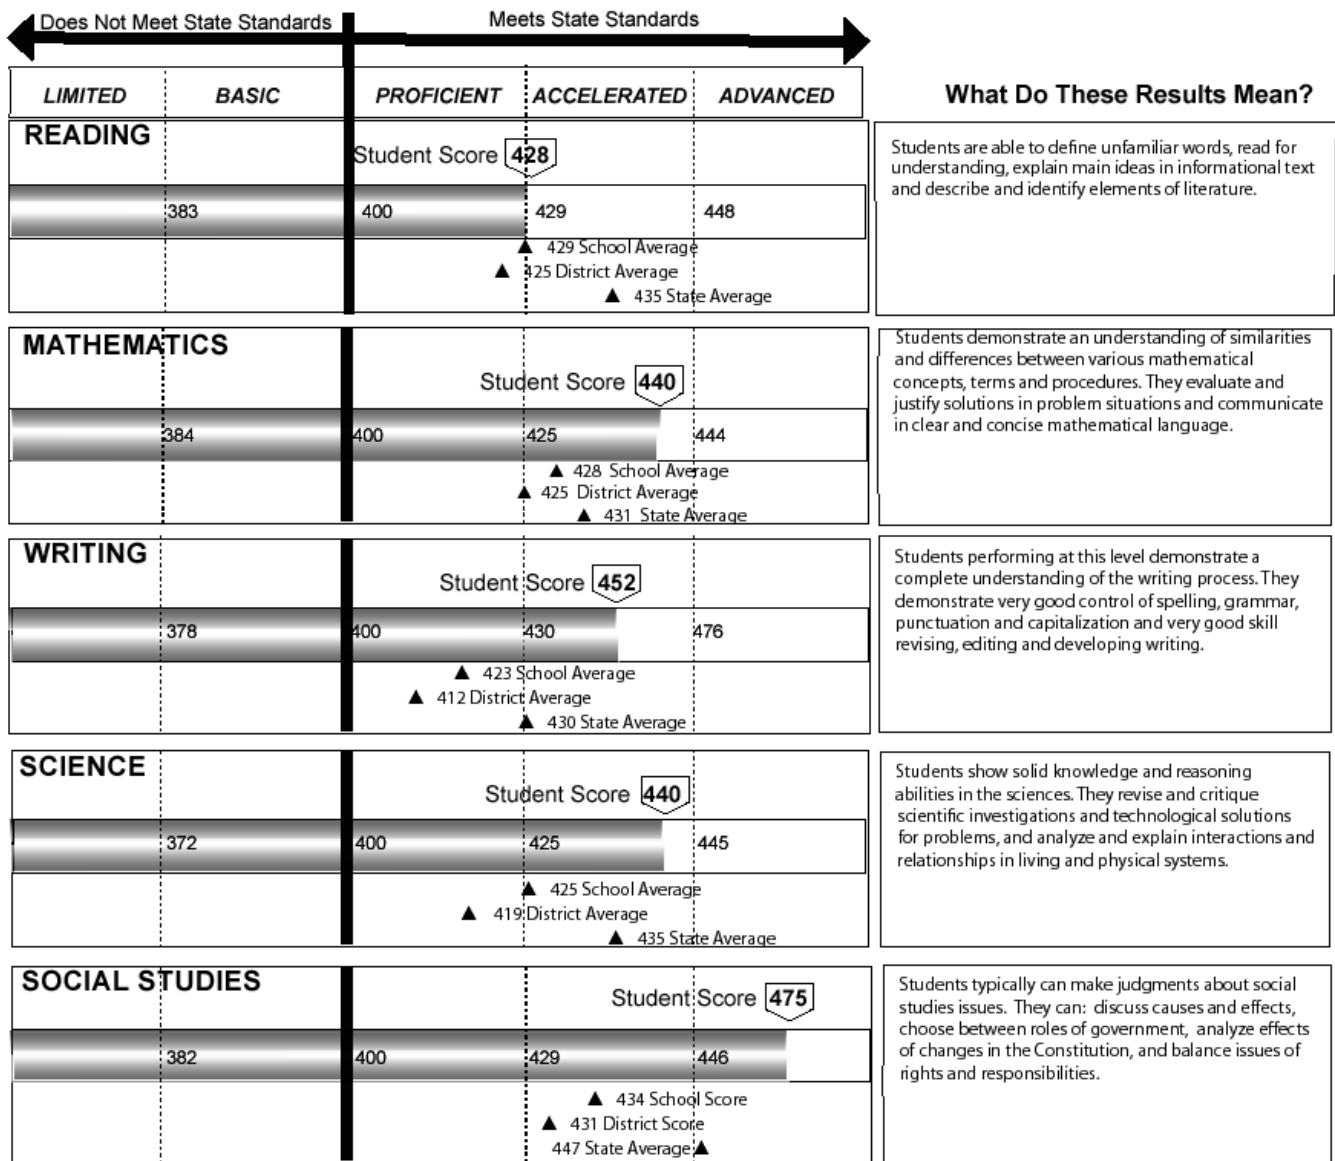 Does Not Meet State Standards
Meets State Standards
LIMITED
BASIC
PROFICIENT
ACCELERATED
ADVANCED
What Do These Results Mean?
READING
Student Score 428
383
400
429
448
429 School Average
425 District Average
435 State Average
Students are able to define unfamiliar words, read for
understanding, explain main ideas in informational text
and describe and identify elements of literature.
MATHEMATICS
Student Score 440
384
400
425
444
428 School Average
425 District Average
431 State Average
Students demonstrate an understanding of similarities
and differences between various mathematical
concepts, terms and procedures. They evaluate and
justify solutions in problem situations and communicate
in clear and concise mathematical language.
WRITING
Student Score 452
378
400
430
476
423 School Average
412 District Average
430 State Average
Students performing at this level demonstrate a
complete understanding of the writing process. They
demonstrate very good control of spelling, grammar,
punctuation and capitalization and very good skill
revising, editing and developing writing.
SCIENCE
Student Score 440
372
400
425
445
425 School Average
419 District Average
435 State Average
Students show solid knowledge and reasoning
abilities in the sciences. They revise and critique
scientific investigations and technological solutions
for problems, and analyze and explain interactions and
relationships in living and physical systems.
SOCIAL STUDIES
Student Score 475
382
400
429
446
434 School Score
431 District Score
447 State Average
Students typically can make judgments about social
studies issues. They can: discuss causes and effects,
choose between roles of government, analyze effects
of changes in the Constitution, and balance issues of
rights and responsibilities.